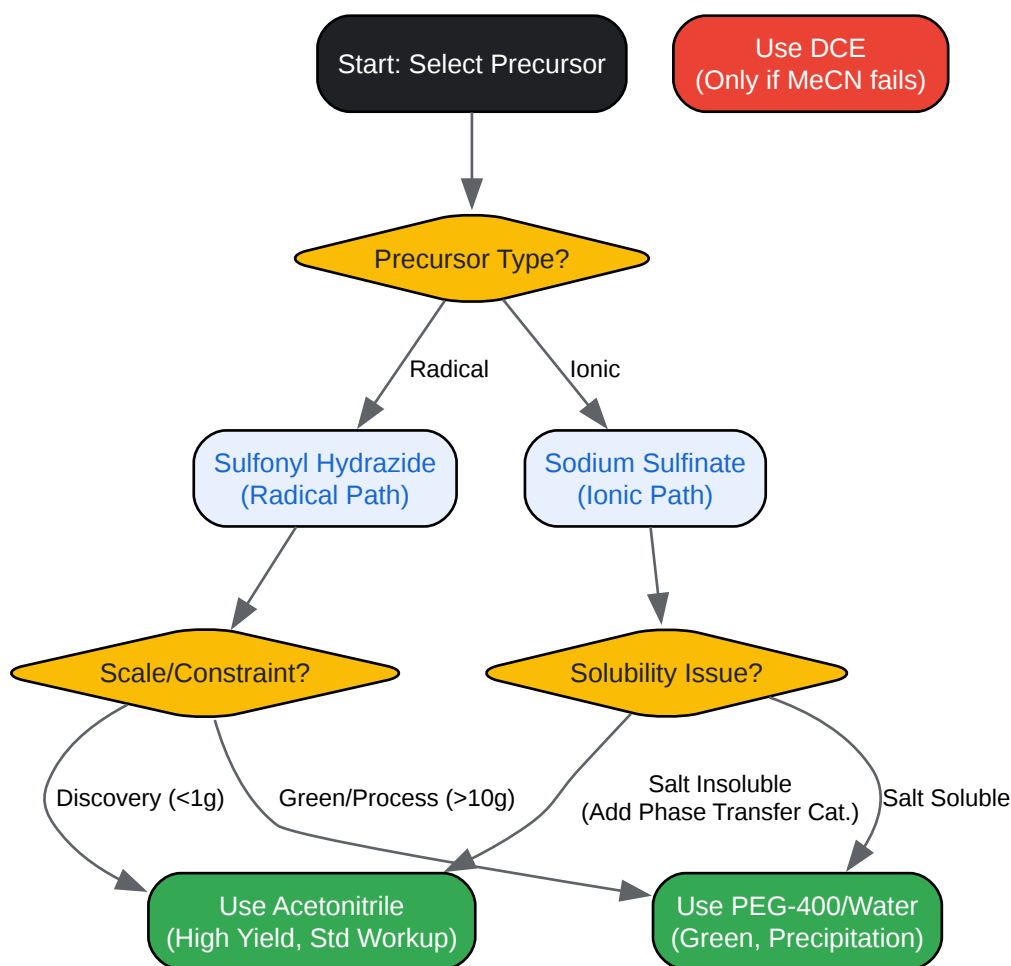 Start: Select Precursor
Use DCE
(Only if MeCN fails)
Precursor Type?
Radical
Ionic
Sulfonyl Hydrazide
(Radical Path)
Sodium Sulfinate
(Ionic Path)
Scale/Constraint?
Solubility Issue?
Discovery (<1g)
Green/Process (>10g)
Salt Insoluble
(Add Phase Transfer Cat.)
Salt Soluble
Use Acetonitrile
(High Yield, Std Workup)
Use PEG-400/Water
(Green, Precipitation)